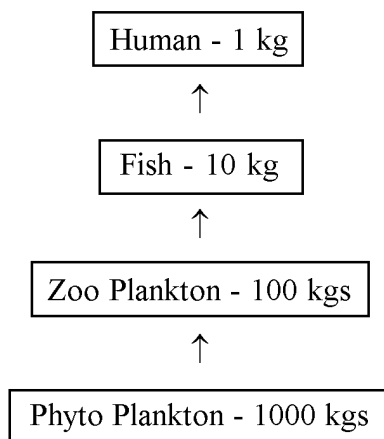 Human - 1 kg
↑
Fish - 10 kg
↑
Zoo Plankton - 100 kgs
↑
Phyto Plankton - 1000 kgs